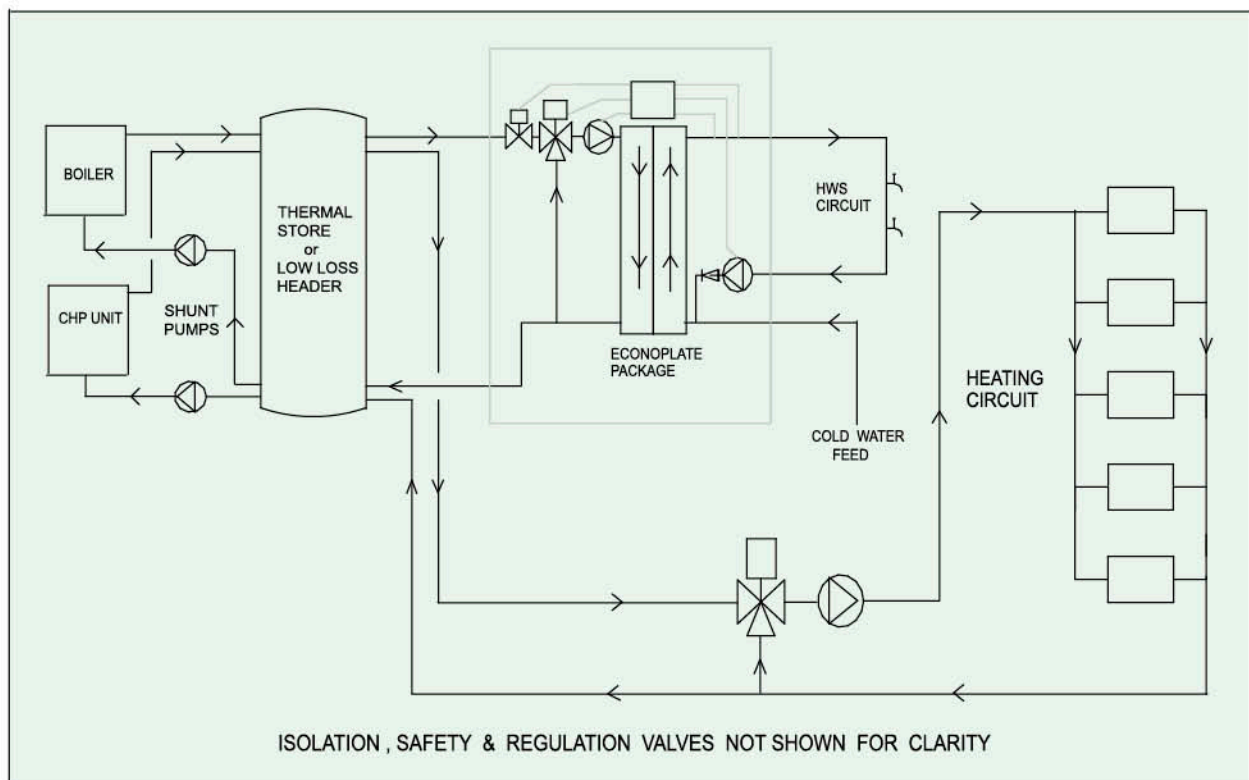 BOILER
CHP UNIT
SHUNT
PUMPS
THERMAL
STORE
or
LOW LOSS
HEADER
ECONOPLATE
PACKAGE
HWS
CIRCUIT
COLD WATER
FEED
HEATING
CIRCUIT
ISOLATION , SAFETY & REGULATION VALVES NOT SHOWN FOR CLARITY